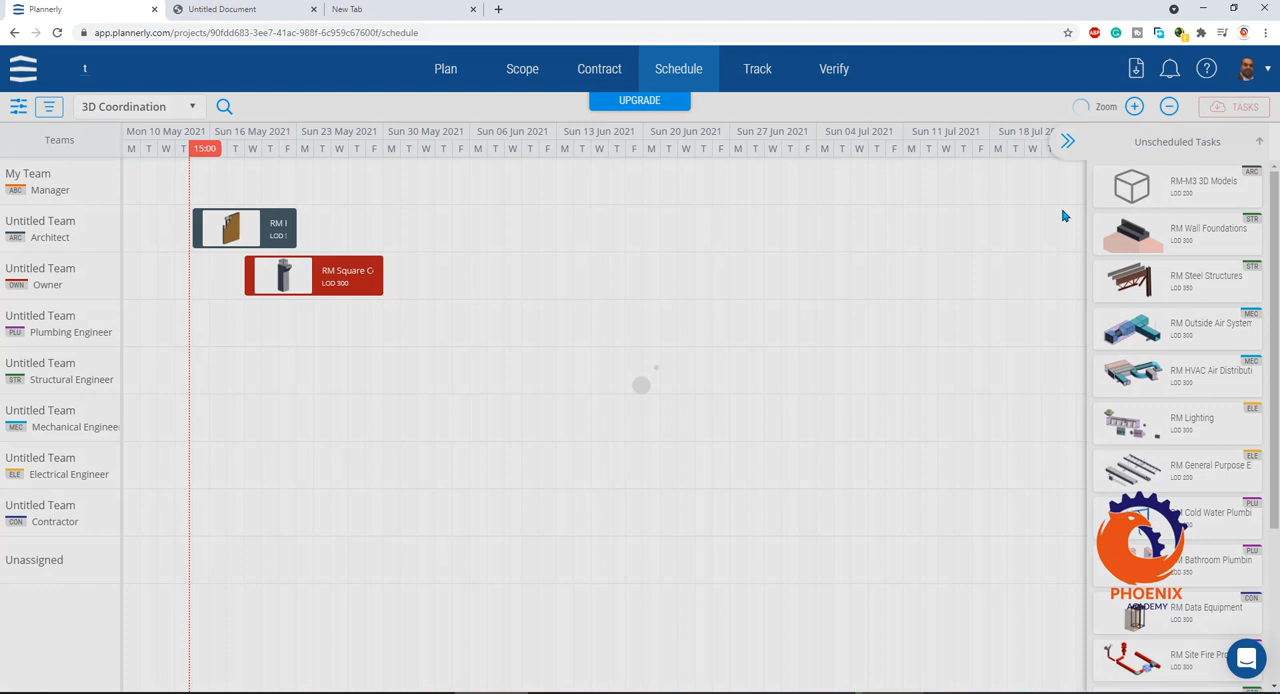 Plannerly
Untitled Document
New Tab
app.plannerly.com/projects/90fdd683-3ee7-41ac-988f-6c959c67600f/schedule
t
Plan
Scope
Contract
Schedule
Track
Verify
3D Coordination
UPGRADE
Zoom
TASKS
Teams
Mon 10 May 2021
Sun 16 May 2021
Sun 23 May 2021
Sun 30 May 2021
Sun 06 Jun 2021
Sun 13 Jun 2021
Sun 20 Jun 2021
Sun 27 Jun 2021
Sun 04 Jul 2021
Sun 11 Jul 2021
Sun 18 Jul 20
M T W T 15:00 T W T F M T W T F M T W T F M T W T F M T W T F M T W T F M T W T F M T W T F M T W T F M T W
Unscheduled Tasks
My Team
ABC Manager
Untitled Team
ARC Architect
RM
LOD
Untitled Team
OWN Owner
RM Square C
LOD 300
Untitled Team
PLU Plumbing Engineer
Untitled Team
STR Structural Engineer
Untitled Team
MEC Mechanical Enginee
Untitled Team
ELE Electrical Engineer
Untitled Team
CON Contractor
Unassigned
ARC
RM-M3 3D Models
LOD 200
STR
RM Wall Foundations
LOD 300
STR
RM Steel Structures
LOD 350
MEC
RM Outside Air System
LOD 300
MEC
RM HVAC Air Distributi
LOD 300
ELE
RM Lighting
LOD 300
ELE
RM General Purpose E
LOD 200
PLU
RM Cold Water Plumbi
PLU
RM Bathroom Plumbin
LOD 350
CON
RM Data Equipment
LOD 300
RM Site Fire Pro
LOD 300
PHOENIX
ACADEMY